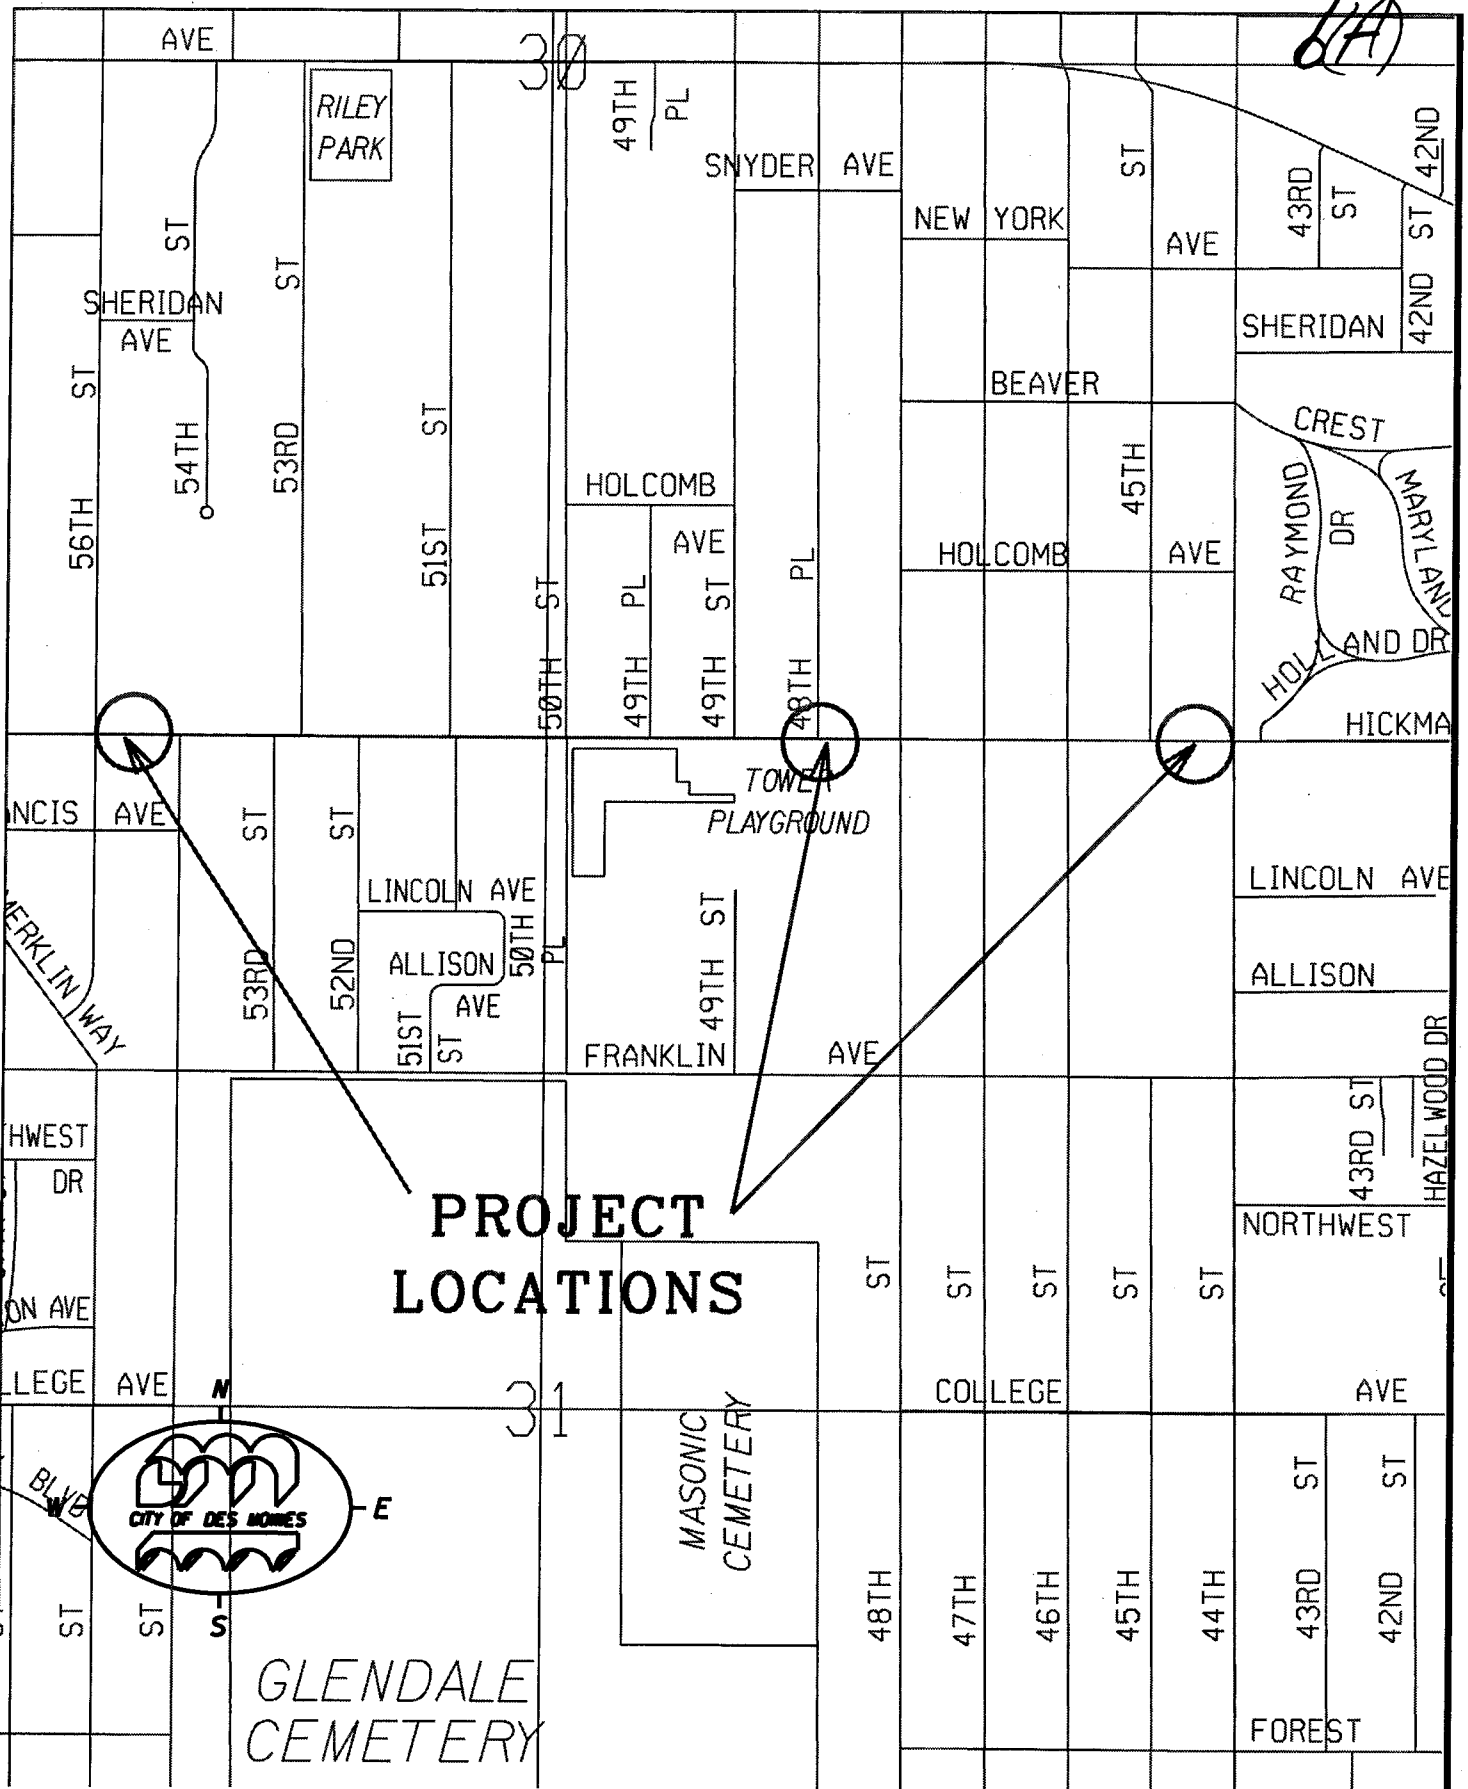 6(A)
AVE
30
RILEY
PARK
49TH PL
SNYDER AVE
ST
42ND
43RD ST
NEW YORK
AVE
ST
ST
42ND ST
SHERIDAN
AVE
SHERIDAN
ST
BEAVER
CREST
54TH
53RD
ST
45TH
RAYMOND
DR
MARYLAND
HOLCOMB
AVE
56TH
51ST
HOLCOMB AVE
50TH ST
49TH PL
49TH ST
48TH PL
HOLLAND DR
HICKMA
TOWER
PLAYGROUND
NCIS AVE
53RD ST
52ND ST
LINCOLN AVE
50TH PL
ALLISON
AVE
51ST ST
49TH ST
LINCOLN AVE
ALLISON
MERKLIN WAY
FRANKLIN AVE
HAZELWOOD DR
43RD ST
HWEST
DR
NORTHWEST
PROJECT
LOCATIONS
ST
ST
ST
ST
ST
ON AVE
LLEGE AVE
N
31
COLLEGE
AVE
MASONIC
CEMETERY
BLVD
W
E
CITY OF DES MOINES
S
ST
ST
48TH
47TH
46TH
45TH
44TH
43RD ST
42ND ST
GLENDALE
CEMETERY
FOREST